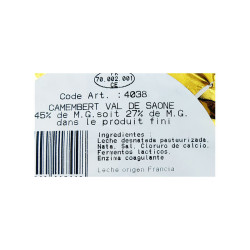 70.002.001
CE
Code Art. : 4038
CAMEMBERT VAL DE SAONE
45% de M.G.soit 27% de M.G.
dans le produit fini
Ingredientes
Leche desnatada pasteurizada,
Nata, Sal, Cloruro de calcio,
Fermentos lácticos.
Enzima coagulante
Leche origen Francia